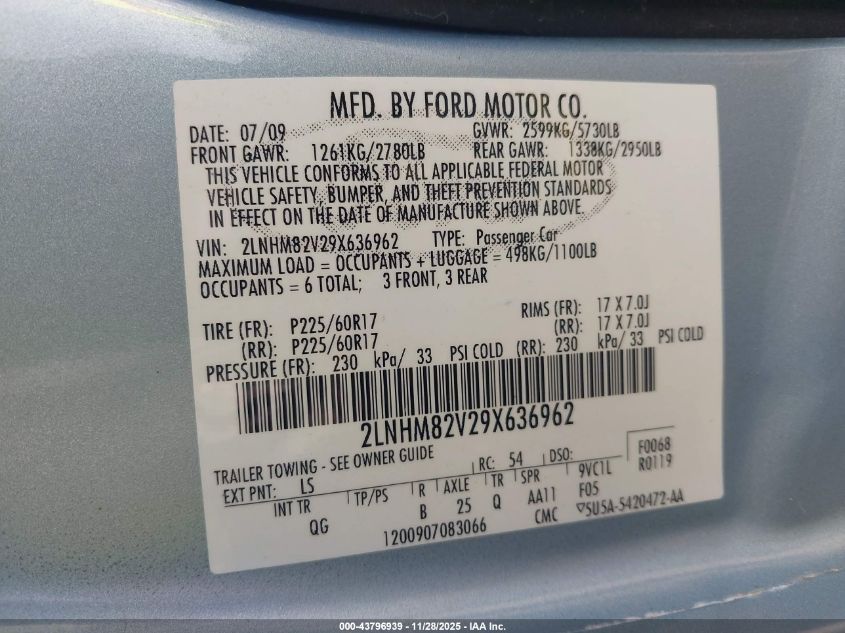 MFD. BY FORD MOTOR CO.
DATE: 07/09 GVWR: 2599KG/5730LB
FRONT GAWR: 1261KG/2780LB REAR GAWR: 1338KG/2950LB
THIS VEHICLE CONFORMS TO ALL APPLICABLE FEDERAL MOTOR
VEHICLE SAFETY, BUMPER, AND THEFT PREVENTION STANDARDS
IN EFFECT ON THE DATE OF MANUFACTURE SHOWN ABOVE.
VIN: 2LNHM82V29X636962 TYPE: Passenger Car
MAXIMUM LOAD = OCCUPANTS + LUGGAGE = 498KG/1100LB
OCCUPANTS = 6 TOTAL; 3 FRONT, 3 REAR
TIRE (FR): P225/60R17 RIMS (FR): 17 X 7.0J
(RR): P225/60R17 (RR): 17 X 7.0J
PRESSURE (FR): 230 kPa/ 33 PSI COLD (RR): 230 kPa/ 33 PSI COLD
2LNHM82V29X636962
TRAILER TOWING - SEE OWNER GUIDE RC: 54 DSO: F0068
EXT PNT: LS 9VC1L R0119
INT TR TP/PS R AXLE TR SPR F05
QG B 25 Q AA11
1200907083066 CMC 5U5A-5420472-AA
000-43796939 - 11/28/2025 - IAA Inc.